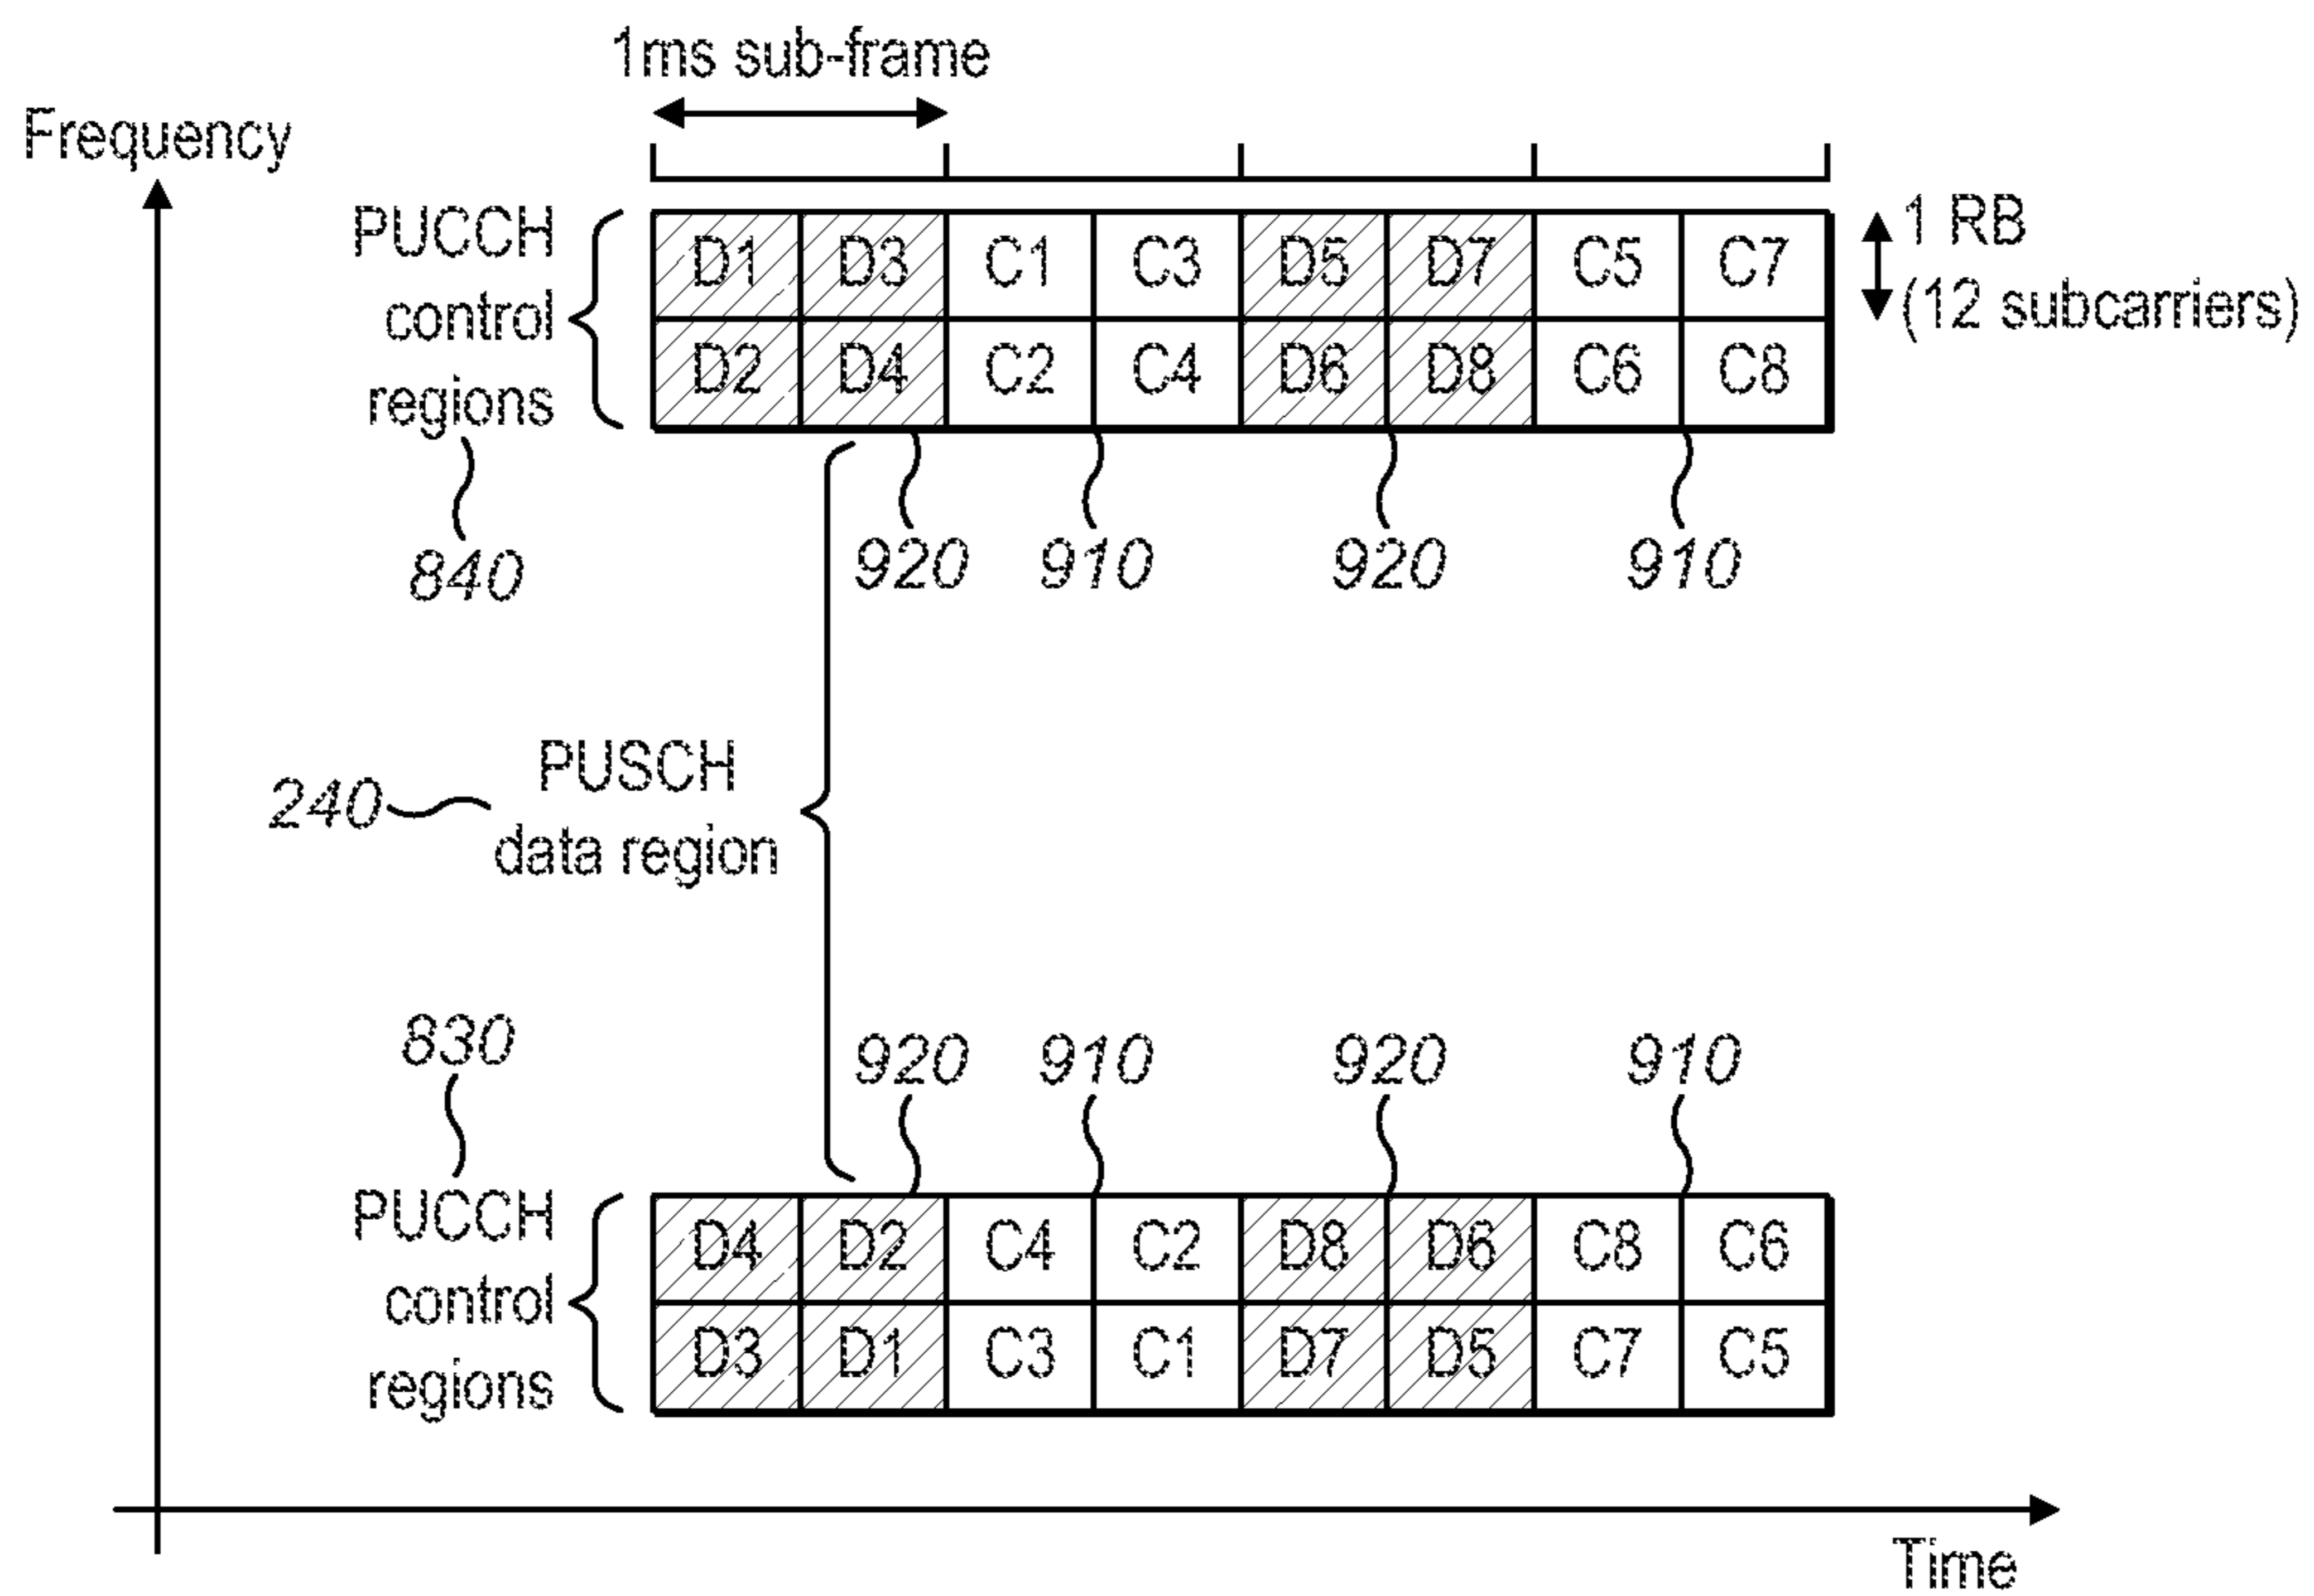 1ms sub-frame
Frequency
PUCCH
control
regions
D1 D3 C1 C3 D5 D7 C5 C7
D2 D4 C2 C4 D6 D8 C6 C8
1 RB
(12 subcarriers)
840
920 910 920 910
240
PUSCH
data region
830
920 910 920 910
PUCCH
control
regions
D4 D2 C4 C2 D8 D6 C8 C6
D3 D1 C3 C1 D7 D5 C7 C5
Time